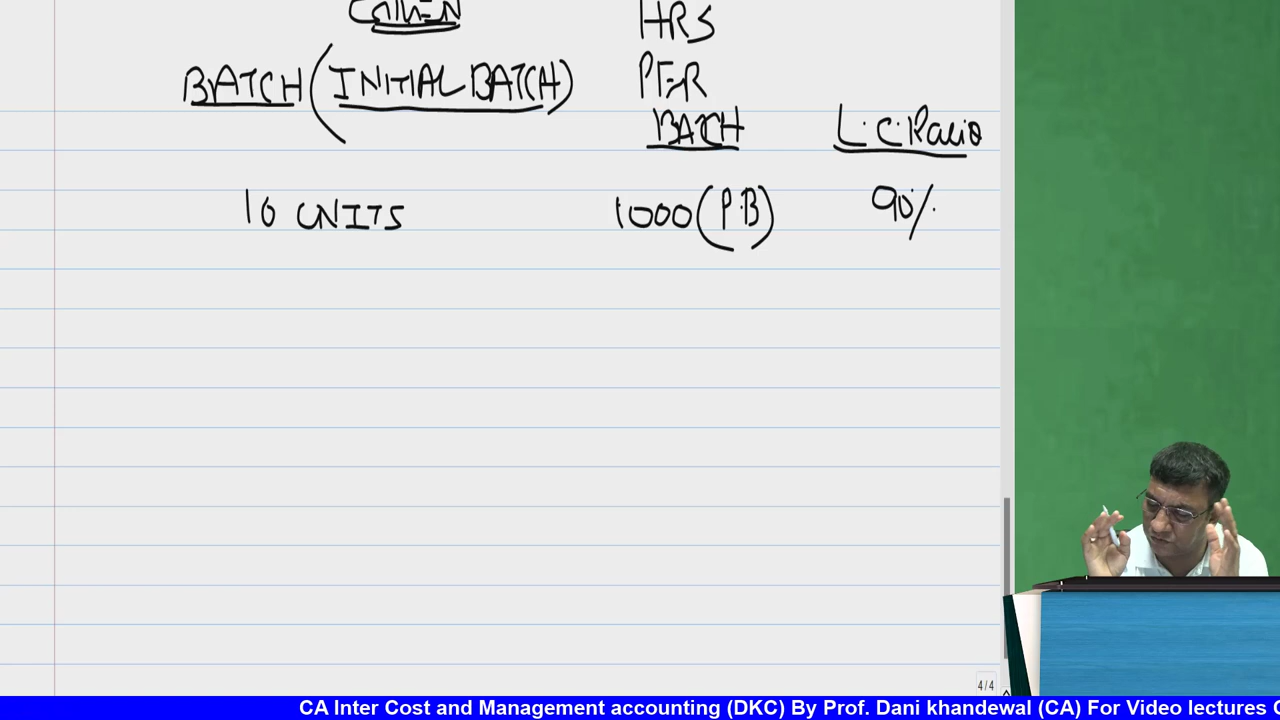 HRS
BATCH (INITIAL BATCH) PER
BATCH L.C. Ratio
10 UNITS 1000 (P.B) 90%
4/4
CA Inter Cost and Management accounting (DKC) By Prof. Dani khandewal (CA) For Video lectures